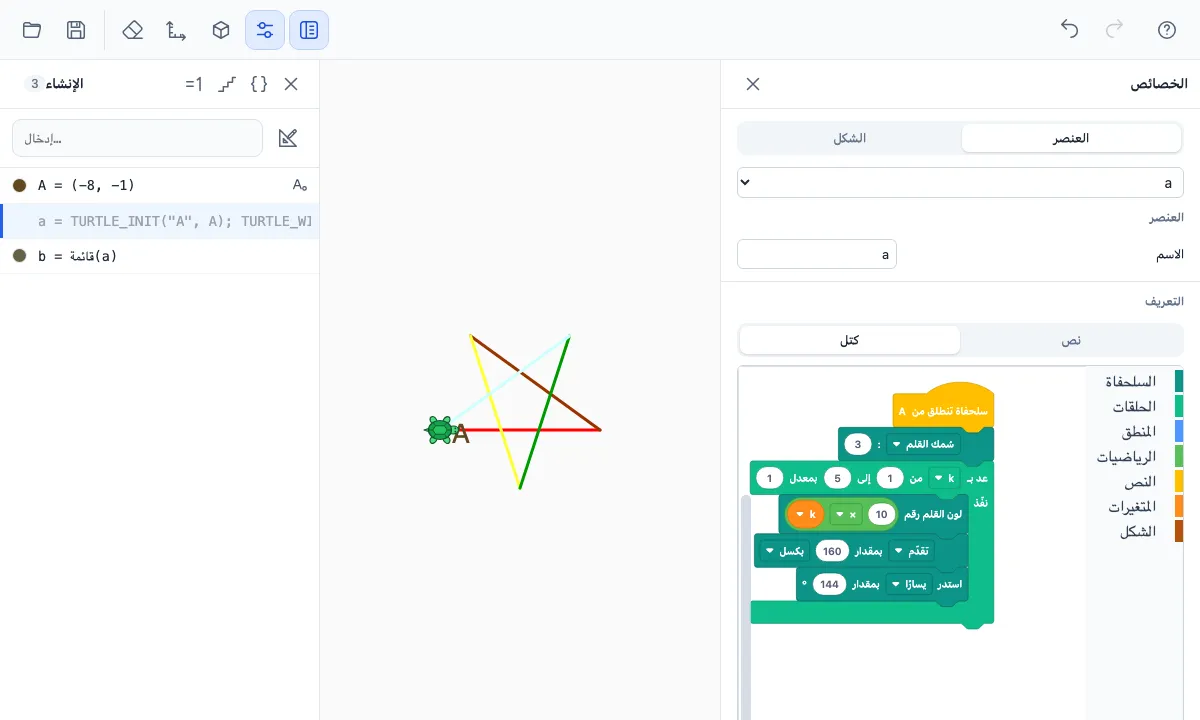 الخصائص
العنصر
الشكل
a
العنصر
الاسم
a
التعريف
نص
كتل
السلحفاة
الحلقات
المنطق
الرياضيات
النص
المتغيرات
الشكل
سلحفاة تنطلق من A
سُمك القلم : 3
عد بـ k من 1 إلى 5 بمعدل 1
نفّذ
لون القلم رقم 10 × k
تقدّم بمقدار 160 بكسل
استدر يسارًا بمقدار 144 °
A
الإنشاء 3
=1
{}
إدخال…
A = (−8, −1)
a = TURTLE_INIT("A", A); TURTLE_WI
b = قائمة(a)